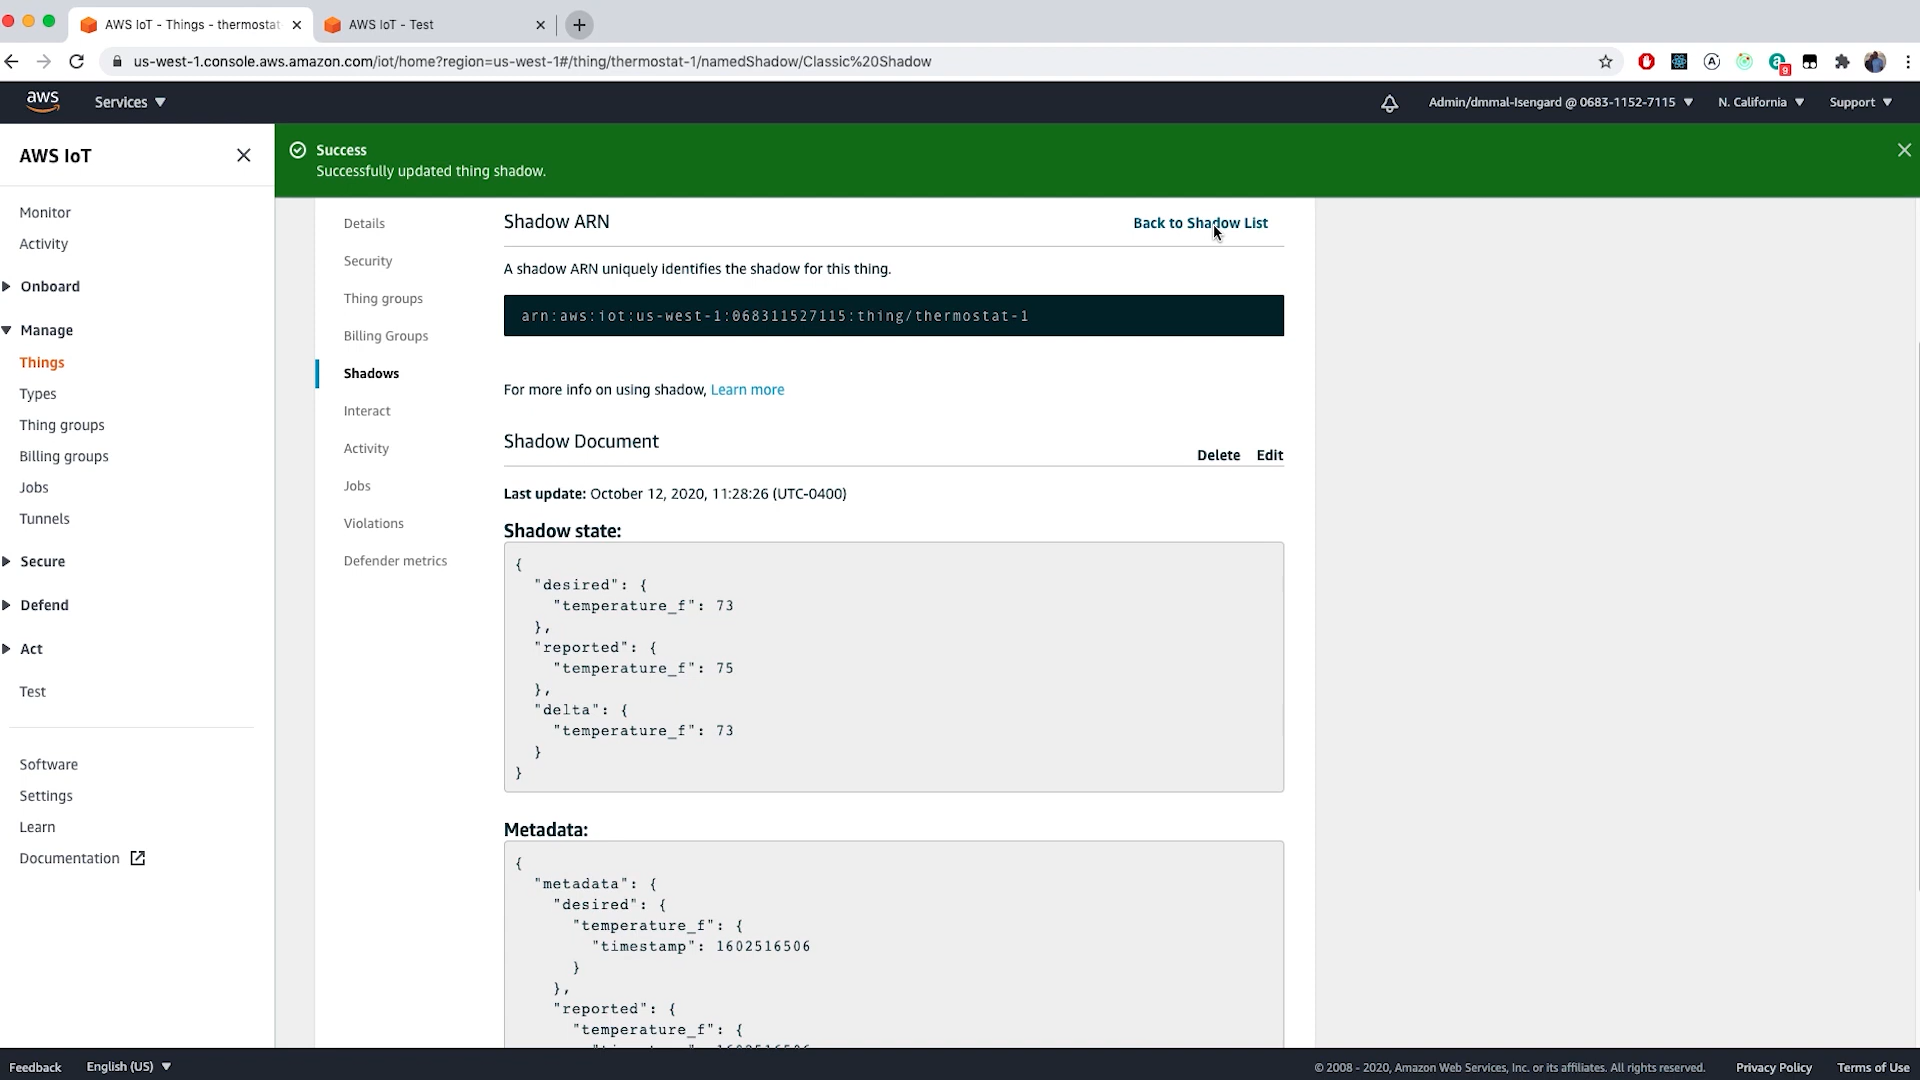 AWS IoT - Things - thermosta
AWS IoT - Test
us-west-1.console.aws.amazon.com/iot/home?region=us-west-1#/thing/thermostat-1/namedShadow/Classic%20Shadow
9
aws
Services
Admin/dmmal-Isengard @ 0683-1152-7115
N. California
Support
AWS IoT
Monitor
Activity
Onboard
Manage
Things
Types
Thing groups
Billing groups
Jobs
Tunnels
Secure
Defend
Act
Test
Software
Settings
Learn
Documentation
Success
Successfully updated thing shadow.
Details
Security
Thing groups
Billing Groups
Shadows
Interact
Activity
Jobs
Violations
Defender metrics
Shadow ARN
Back to Shadow List
A shadow ARN uniquely identifies the shadow for this thing.
arn:aws:iot:us-west-1:068311527115:thing/thermostat-1
For more info on using shadow, Learn more
Shadow Document
Delete Edit
Last update: October 12, 2020, 11:28:26 (UTC-0400)
Shadow state:
{
"desired": {
"temperature_f": 73
},
"reported": {
"temperature_f": 75
},
"delta": {
"temperature_f": 73
}
}
Metadata:
{
"metadata": {
"desired": {
"temperature_f": {
"timestamp": 1602516506
}
},
"reported": {
"temperature_f": {
Feedback
English (US)
© 2008 - 2020, Amazon Web Services, Inc. or its affiliates. All rights reserved.
Privacy Policy
Terms of Use